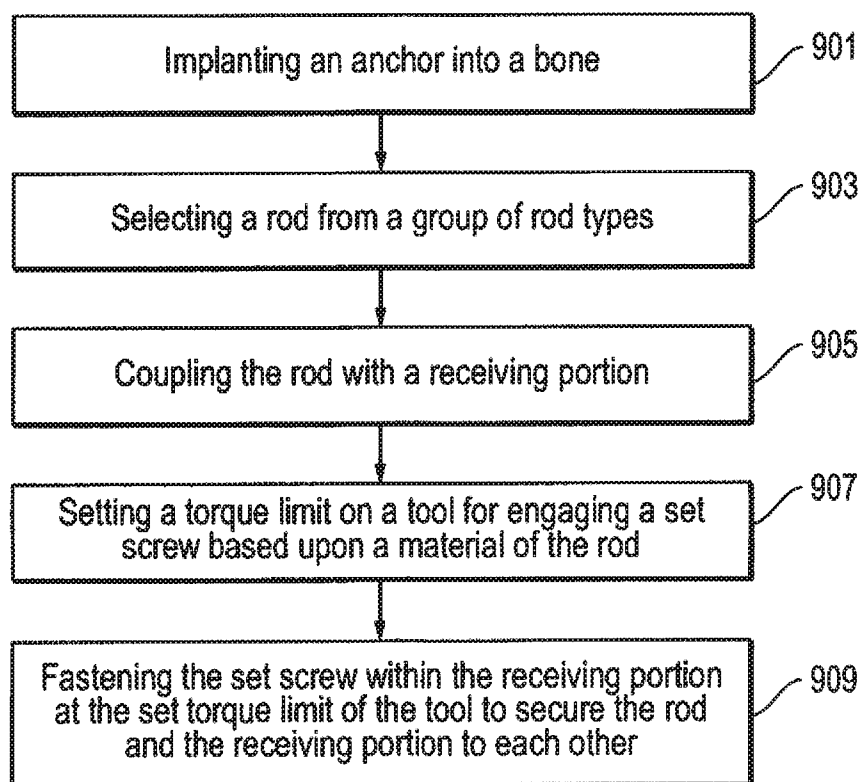 Implanting an anchor into a bone
901
Selecting a rod from a group of rod types
903
Coupling the rod with a receiving portion
905
Setting a torque limit on a tool for engaging a set
screw based upon a material of the rod
907
Fastening the set screw within the receiving portion
at the set torque limit of the tool to secure the rod
and the receiving portion to each other
909